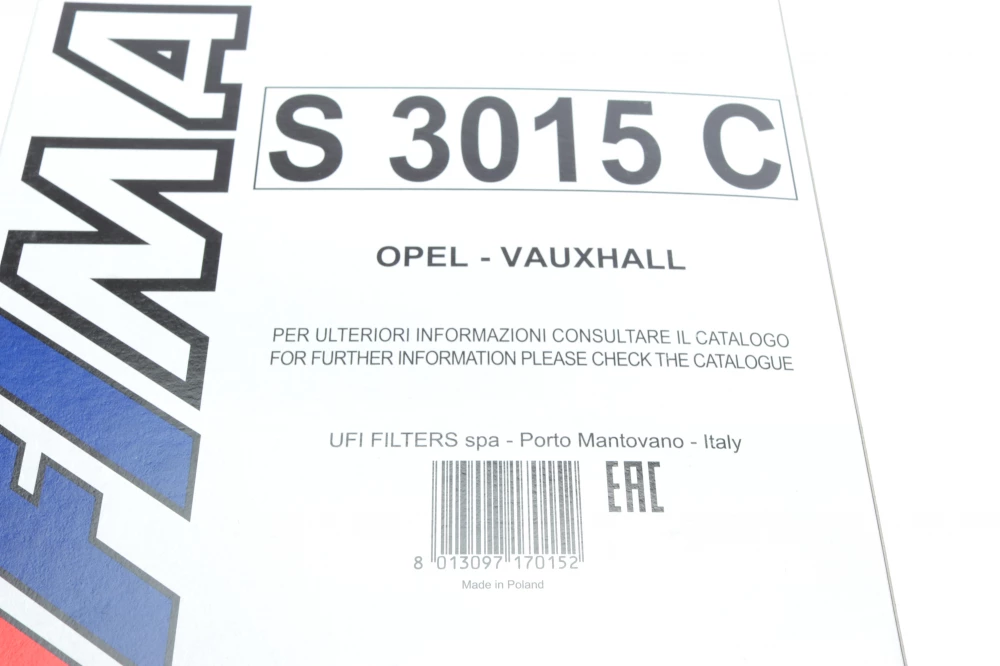 FIMA
S 3015 C
OPEL - VAUXHALL
PER ULTERIORI INFORMAZIONI CONSULTARE IL CATALOGO
FOR FURTHER INFORMATION PLEASE CHECK THE CATALOGUE
UFI FILTERS spa - Porto Mantovano - Italy
EAC
8 013097 170152
Made in Poland